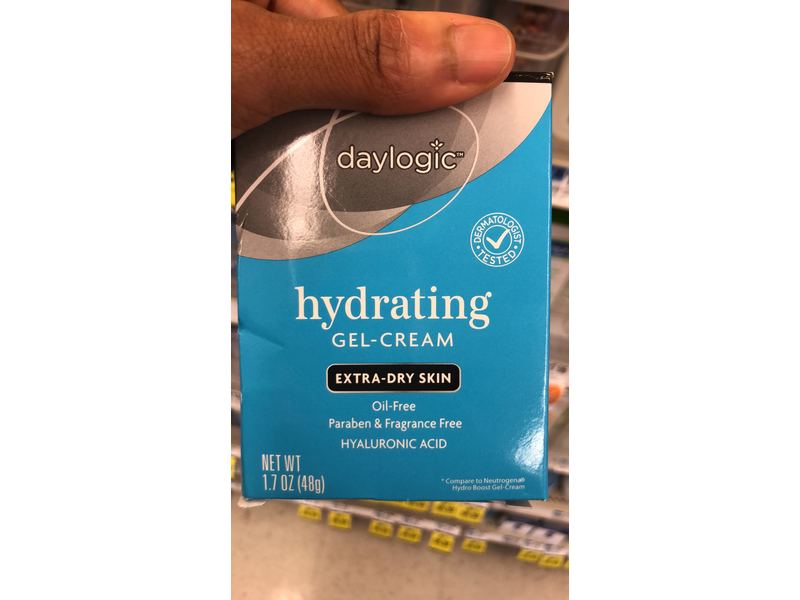 daylogic™
DERMATOLOGIST
TESTED
hydrating
GEL-CREAM
EXTRA-DRY SKIN
Oil-Free
Paraben & Fragrance Free
HYALURONIC ACID
NET WT
1.7 OZ (48g)
* Compare to Neutrogena®
Hydro Boost Gel-Cream